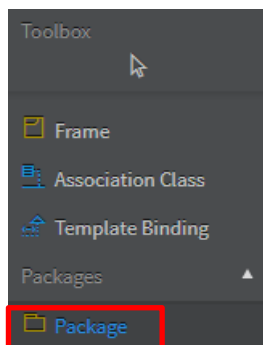 Toolbox
Frame
Association Class
Template Binding
Packages
Package